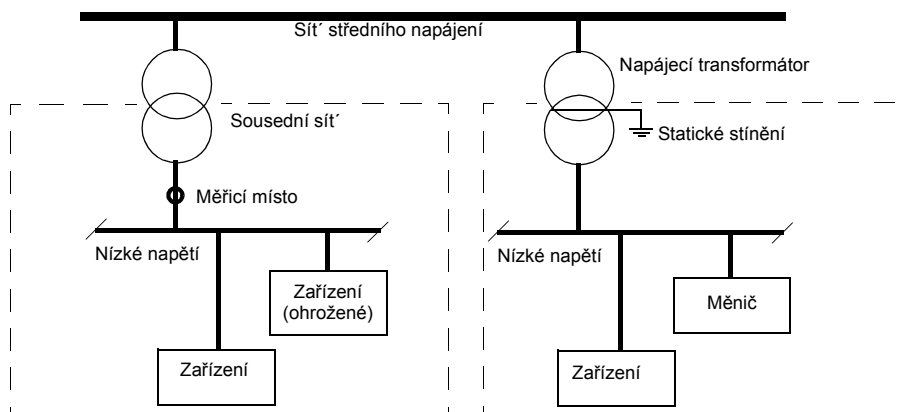 Sít´ středního napájení
Napájecí transformátor
Sousední sít´
Statické stínění
Měřicí místo
Nízké napětí
Nízké napětí
Zařízení
(ohrožené)
Měnič
Zařízení
Zařízení